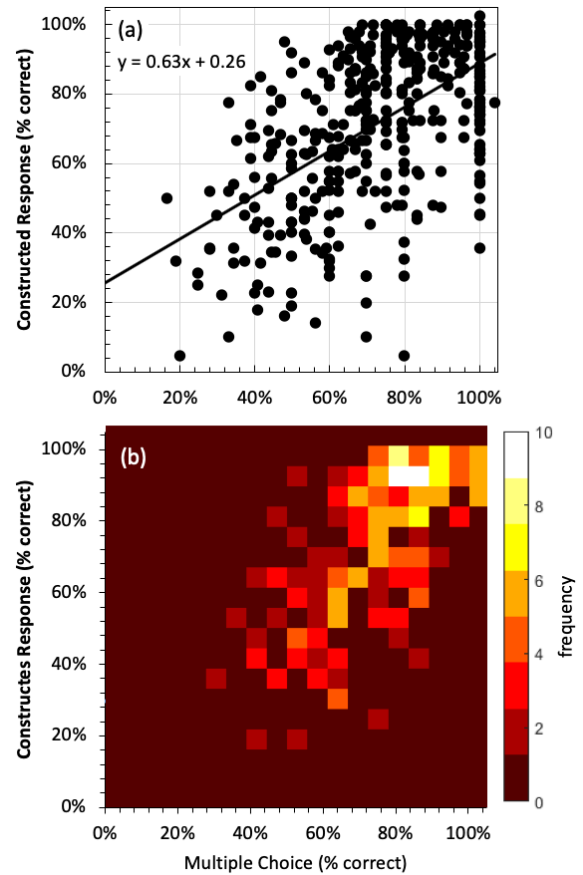 100%
(a)
y = 0.63x + 0.26
80%
60%
40%
20%
0%
Constructed Response (% correct)
0% 20% 40% 60% 80% 100%
100%
(b)
80%
60%
40%
20%
0%
Constructes Response (% correct)
0% 20% 40% 60% 80% 100%
Multiple Choice (% correct)
10
8
6
4
2
0
frequency